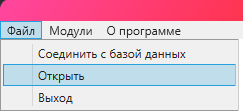 Файл Модули О программе
Соединить с базой данных
Открыть
Выход